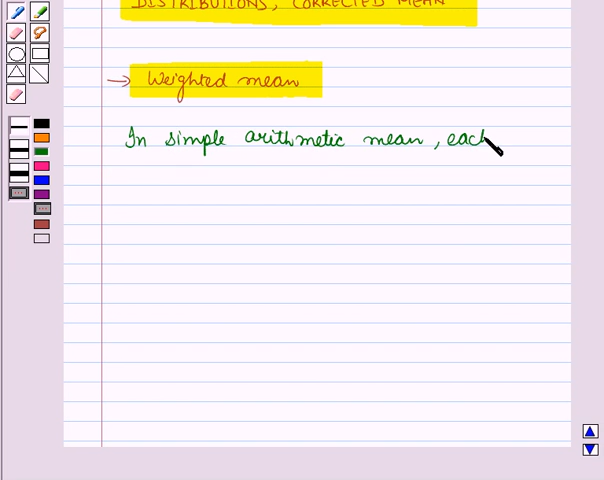 DISTRIBUTIONS, CORRECTED MEAN
→ Weighted mean
In simple arithmetic mean, each